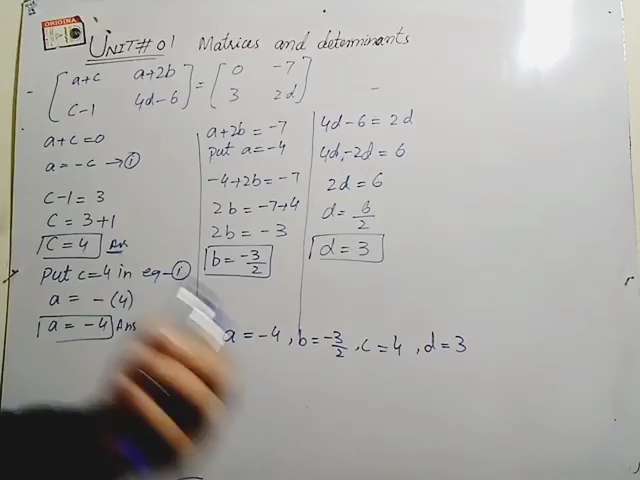 ORIGINA
UNIT# 01 Matrices and determinants
[a+c a+2b] = [0 -7]
[c-1 4d-6] [3 2d]
a+c=0
a=-c →①
c-1=3
c=3+1
c=4 Ans
Put c=4 in eq-①
a = -(4)
a = -4 Ans
a+2b = -7
put a=-4
-4+2b = -7
2b = -7+4
2b = -3
b = -3/2
4d-6 = 2d
4d-2d = 6
2d = 6
d = 6/2
d = 3
a = -4, b = -3/2, c = 4, d = 3